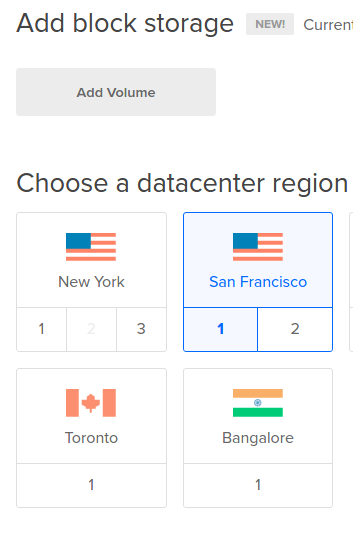 Add block storage NEW! Current
Add Volume
Choose a datacenter region
New York San Francisco
1 2 3 1 2
Toronto Bangalore
1 1